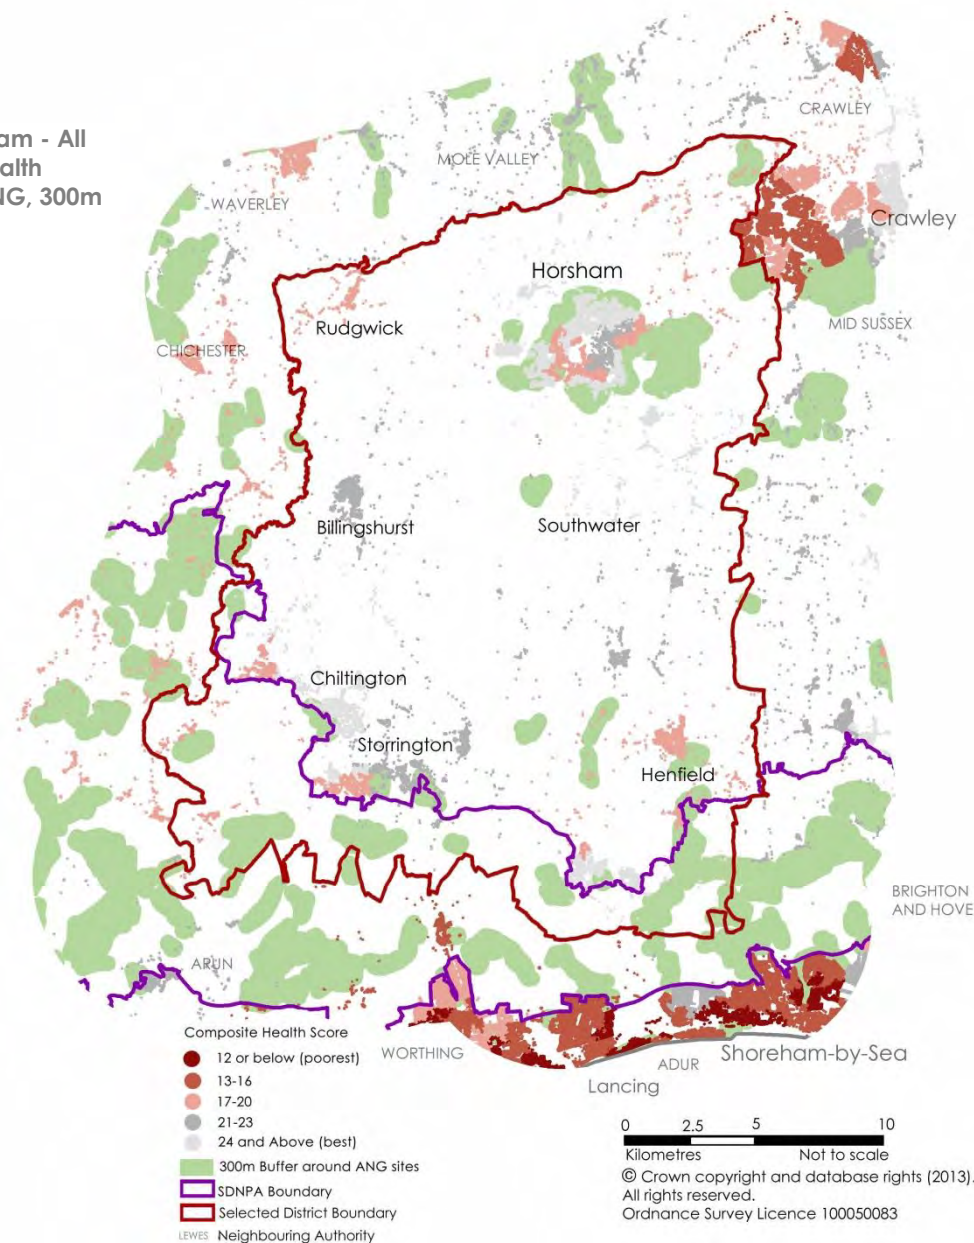 am - All
alth
NG, 300m
CRAWLEY
MOLE VALLEY
WAVERLEY
Crawley
Horsham
Rudgwick
MID SUSSEX
CHICHESTER
Billingshurst
Southwater
Chiltington
Storrington
Henfield
BRIGHTON
AND HOVE
ARUN
Composite Health Score
12 or below (poorest)
13-16
17-20
21-23
24 and Above (best)
300m Buffer around ANG sites
SDNPA Boundary
Selected District Boundary
LEWES Neighbouring Authority
WORTHING
ADUR
Shoreham-by-Sea
Lancing
0 2.5 5 10
Kilometres Not to scale
© Crown copyright and database rights (2013).
All rights reserved.
Ordnance Survey Licence 100050083